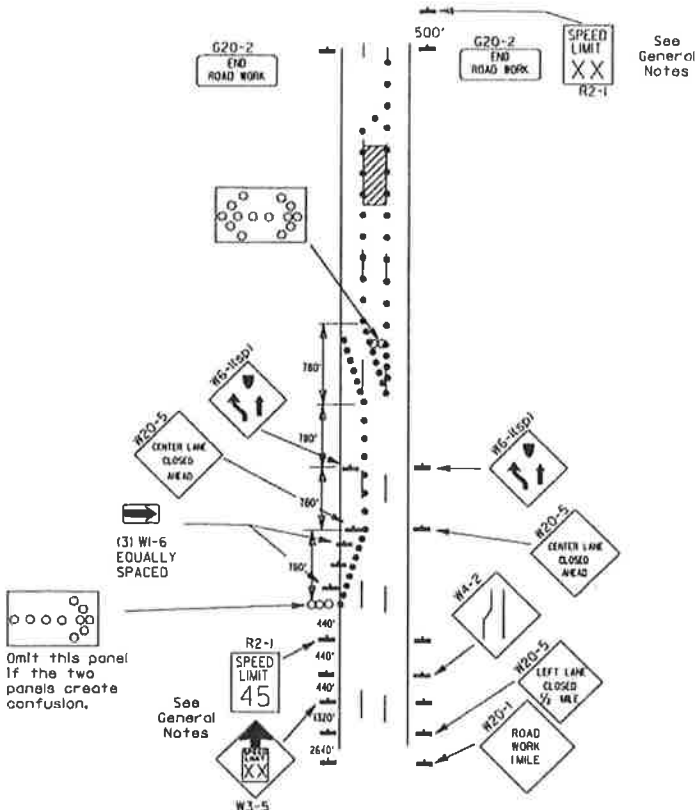 500'
G20-2
END
ROAD WORK
G20-2
END
ROAD WORK
SPEED
LIMIT
XX
R2-1
See
General
Notes
780'
W6-1(sp)
780'
W20-5
CENTER LANE
CLOSED
AHEAD
W6-1(sp)
W20-5
CENTER LANE
CLOSED
AHEAD
(3) W1-6
EQUALLY
SPACED
Omit this panel
if the two
panels create
confusion.
440'
R2-1
SPEED
LIMIT
45
440'
440'
1320'
2640'
W4-2
W20-5
LEFT LANE
CLOSED
1/2 MILE
W20-1
ROAD
WORK
1 MILE
See
General
Notes
SPEED
LIMIT
XX
W3-5